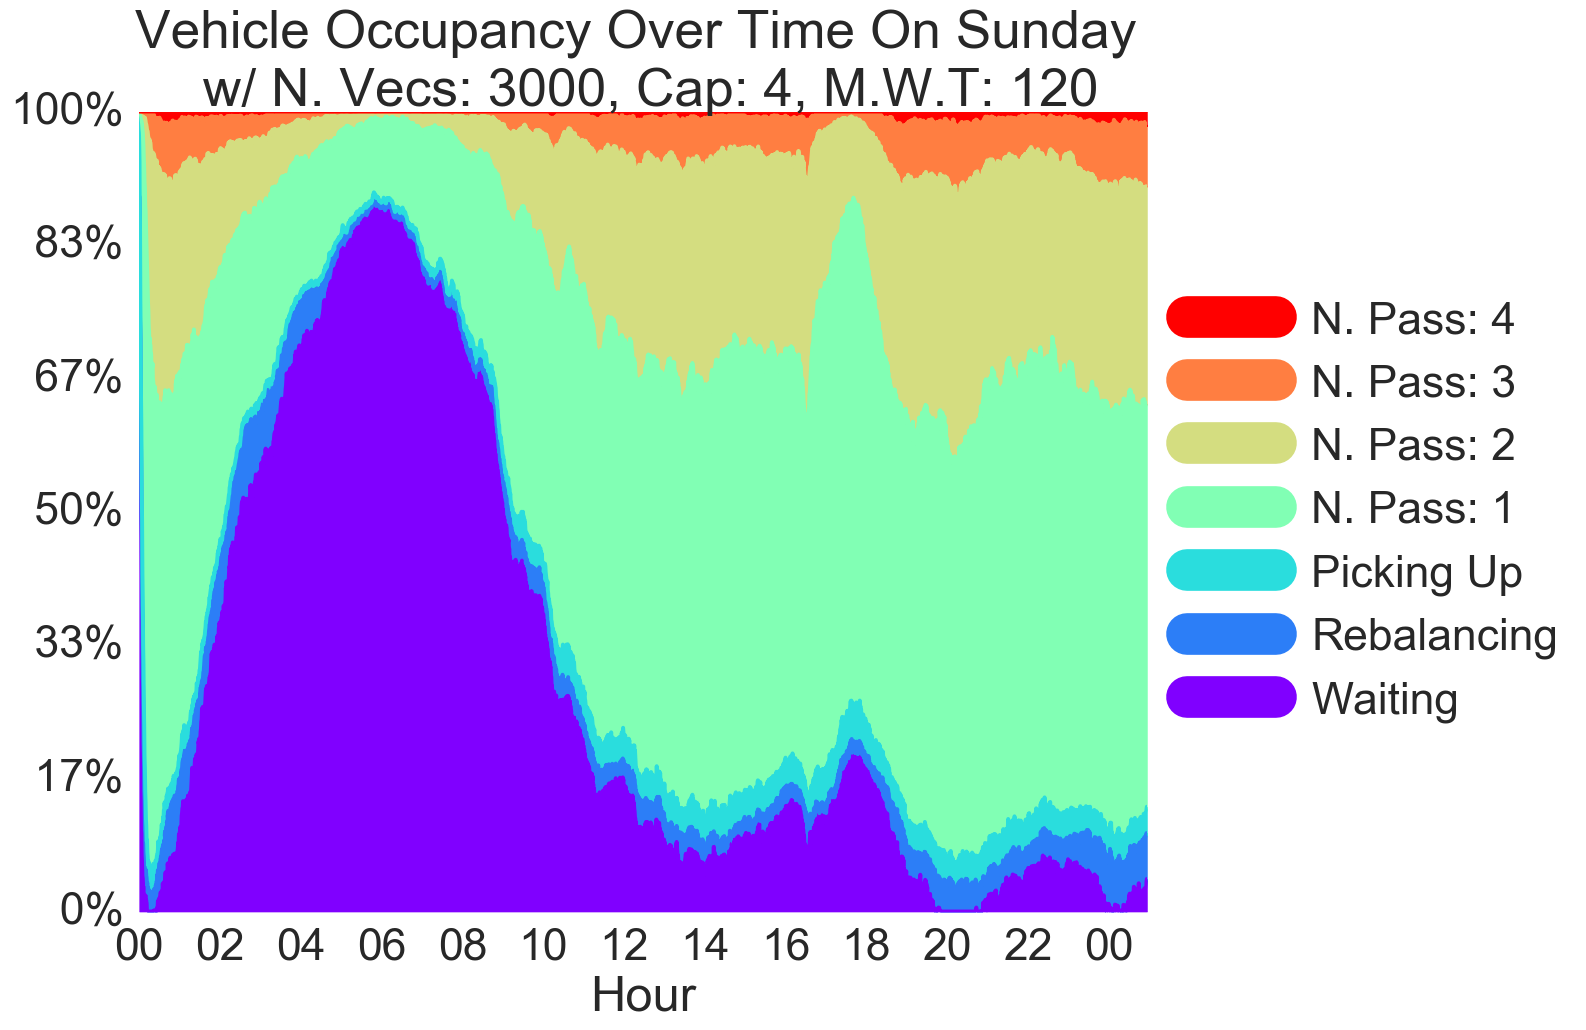 Vehicle Occupancy Over Time On Sunday
w/ N. Vecs: 3000, Cap: 4, M.W.T: 120
100%
83%
67%
50%
33%
17%
0%
00 02 04 06 08 10 12 14 16 18 20 22 00
Hour
N. Pass: 4
N. Pass: 3
N. Pass: 2
N. Pass: 1
Picking Up
Rebalancing
Waiting